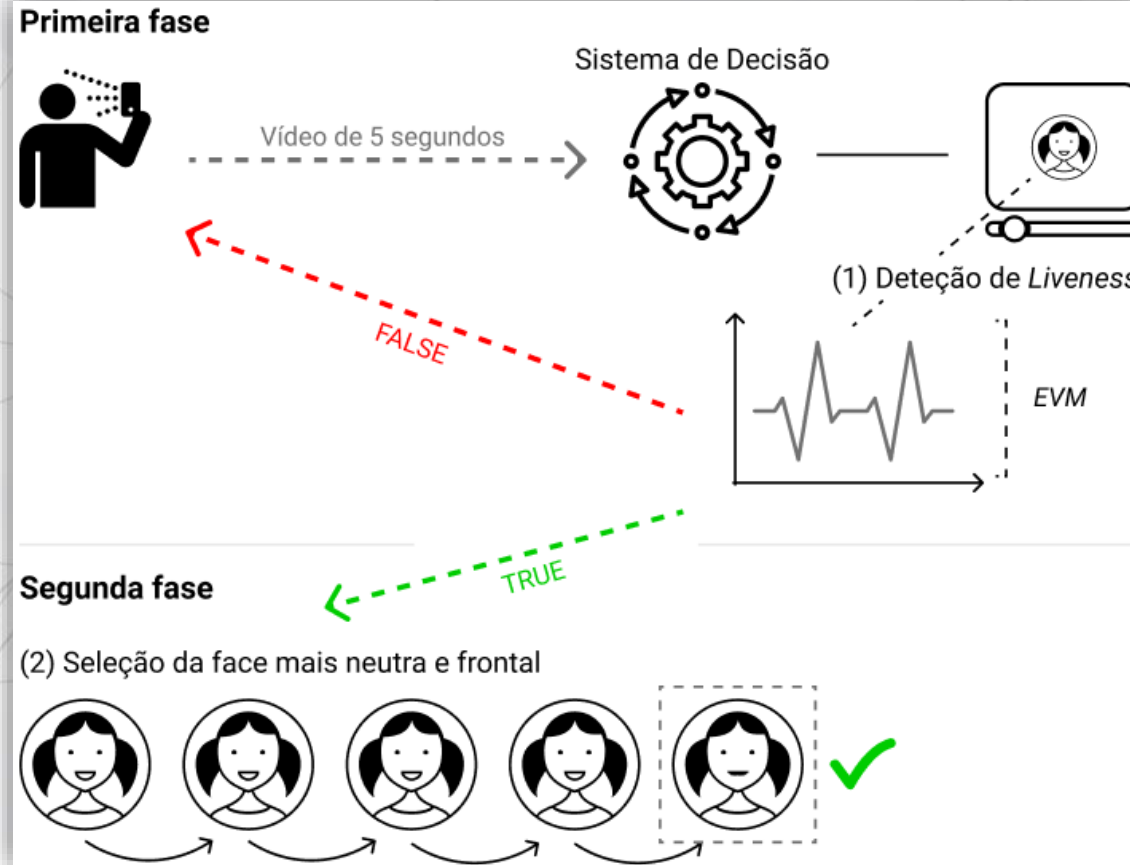 Primeira fase
Sistema de Decisão
Vídeo de 5 segundos
(1) Deteção de Liveness
FALSE
EVM
TRUE
Segunda fase
(2) Seleção da face mais neutra e frontal